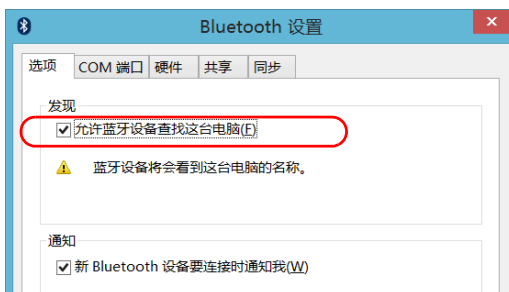 Bluetooth 设置
选项 COM 端口 硬件 共享 同步
发现
允许蓝牙设备查找这台电脑(F)
蓝牙设备将会看到这台电脑的名称。
通知
新 Bluetooth 设备要连接时通知我(W)